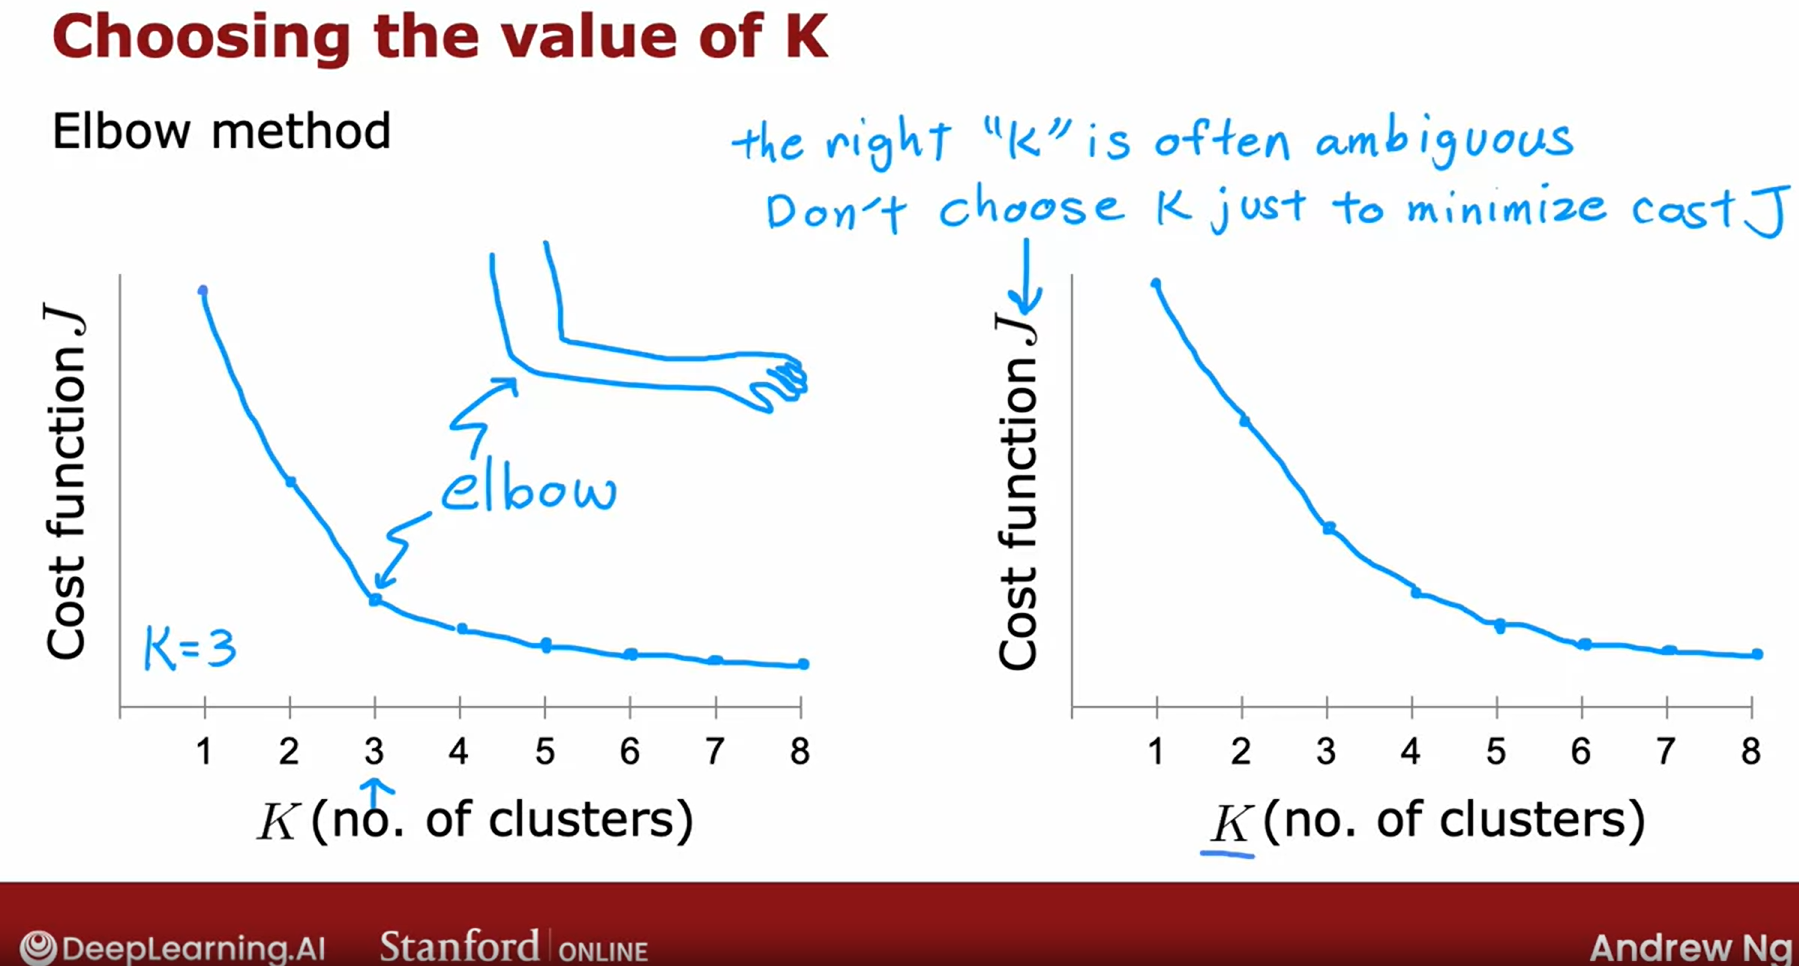 Choosing the value of K
Elbow method
the right "K" is often ambiguous
Don't choose K just to minimize cost J
Cost function J
elbow
K=3
1 2 3 4 5 6 7 8
K (no. of clusters)
Cost function J
1 2 3 4 5 6 7 8
K (no. of clusters)
DeepLearning.AI
Stanford | ONLINE
Andrew Ng